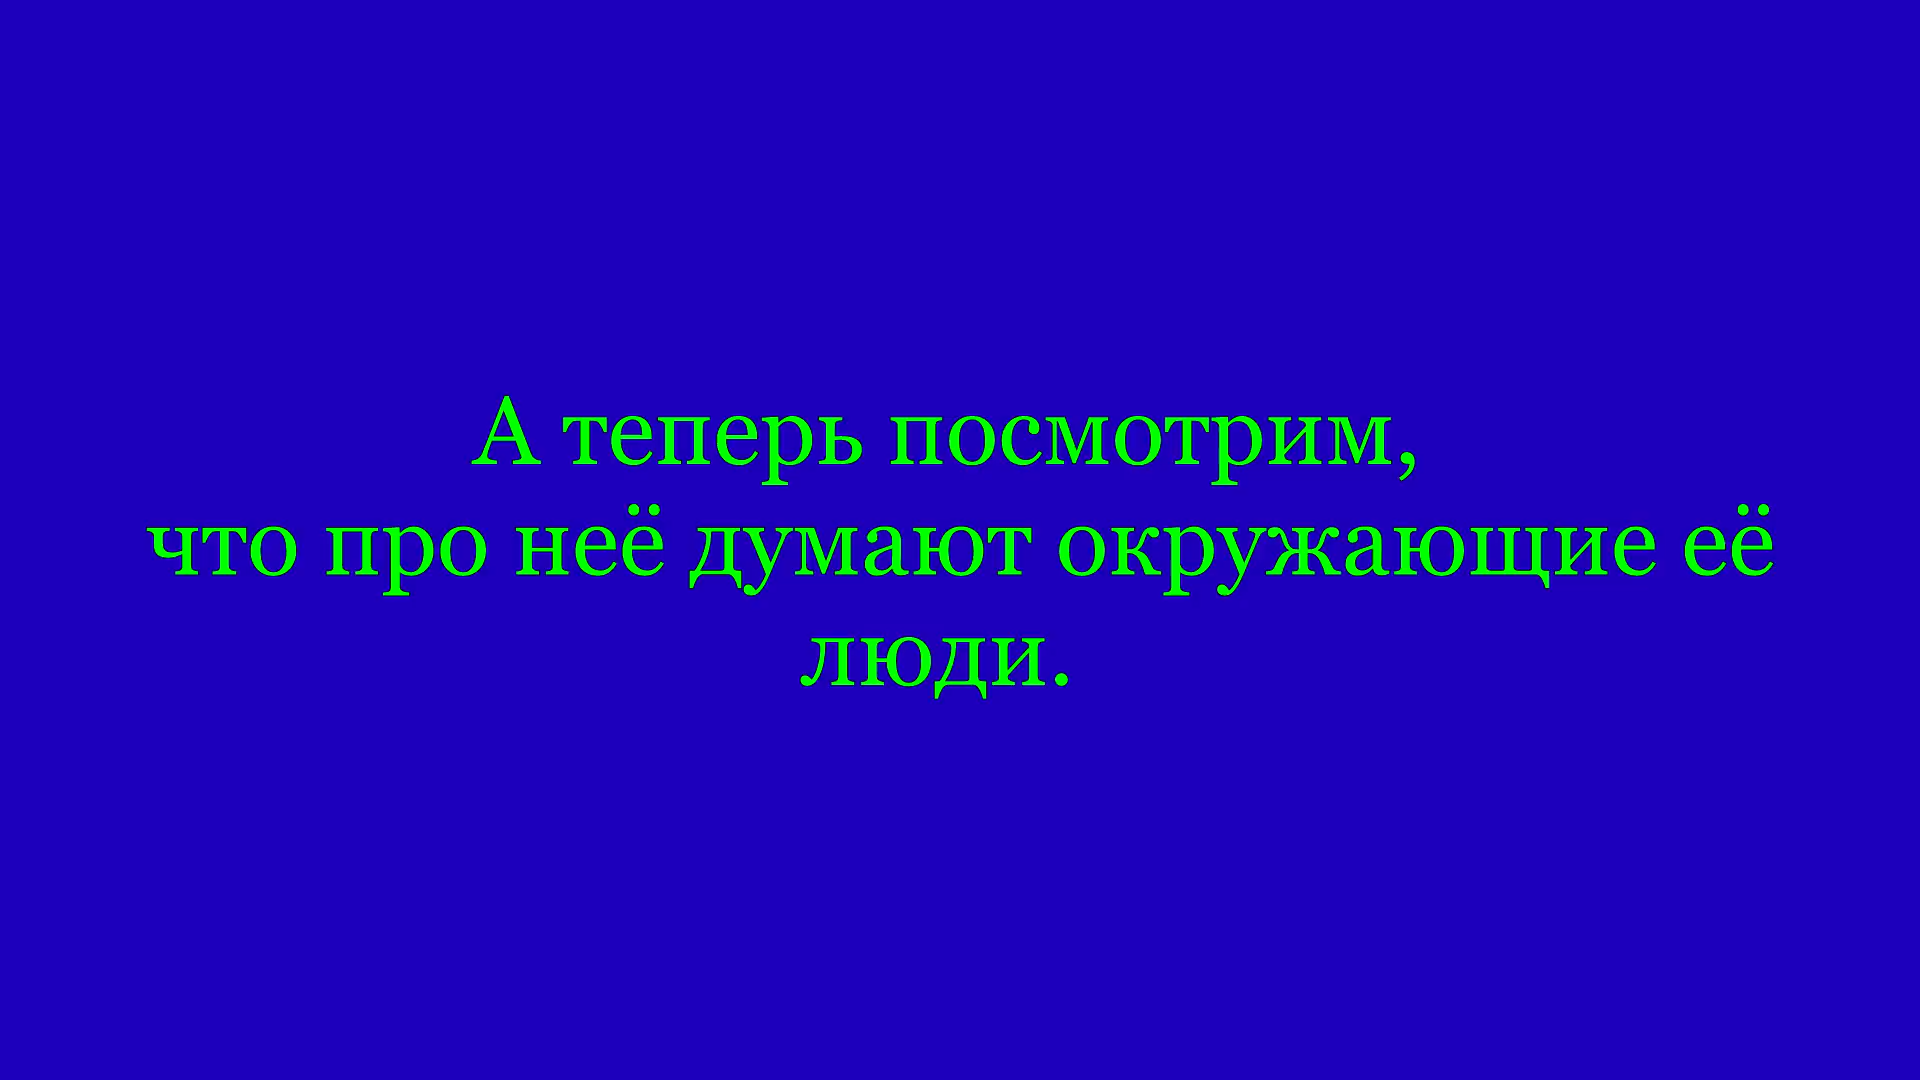 А теперь посмотрим,
что про неё думают окружающие её
люди.